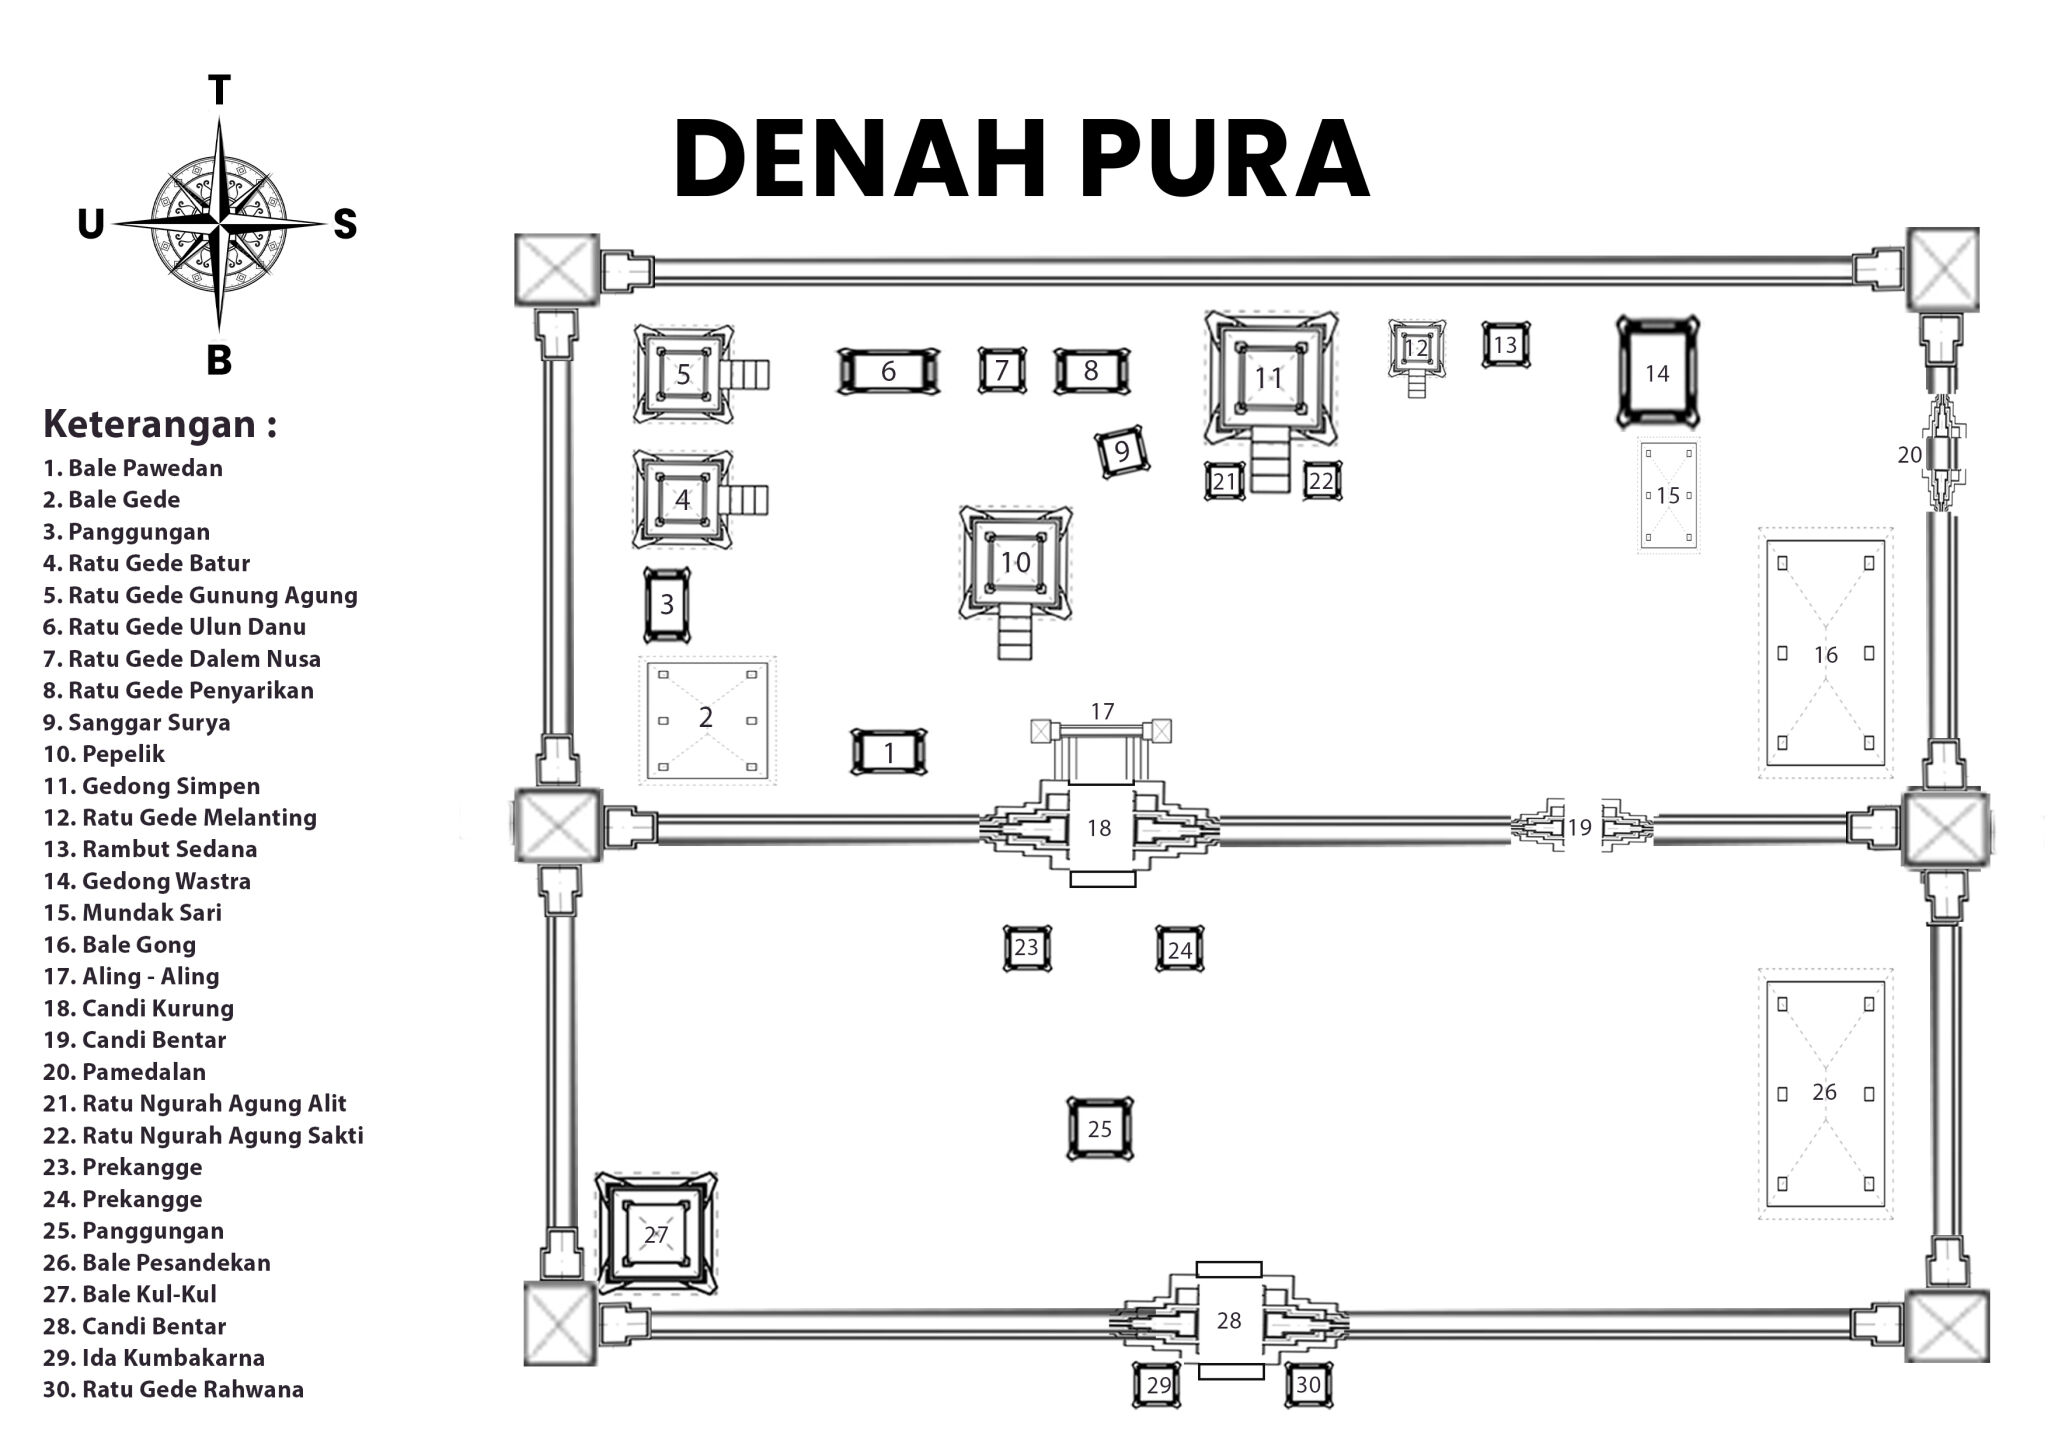 T
DENAH PURA
U
S
B
Keterangan :
1. Bale Pawedan
2. Bale Gede
3. Panggungan
4. Ratu Gede Batur
5. Ratu Gede Gunung Agung
6. Ratu Gede Ulun Danu
7. Ratu Gede Dalem Nusa
8. Ratu Gede Penyarikan
9. Sanggar Surya
10. Pepelik
11. Gedong Simpen
12. Ratu Gede Melanting
13. Rambut Sedana
14. Gedong Wastra
15. Mundak Sari
16. Bale Gong
17. Aling - Aling
18. Candi Kurung
19. Candi Bentar
20. Pamedalan
21. Ratu Ngurah Agung Alit
22. Ratu Ngurah Agung Sakti
23. Prekangge
24. Prekangge
25. Panggungan
26. Bale Pesandekan
27. Bale Kul-Kul
28. Candi Bentar
29. Ida Kumbakarna
30. Ratu Gede Rahwana
12
13
5
6
7
8
11
14
9
20
21
22
4
15
10
3
16
17
2
1
18
19
23
24
26
25
27
28
29
30